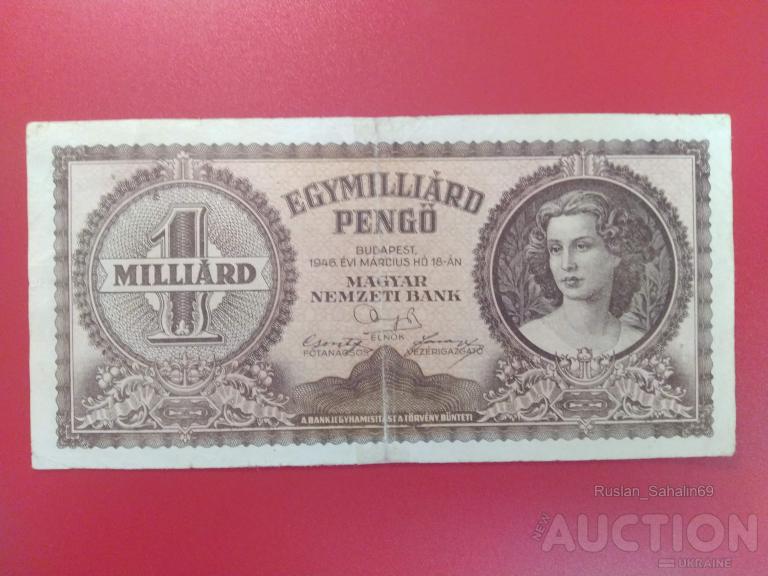 EGYMILLIÁRD
PENGŐ
1
MILLIÁRD
BUDAPEST,
1946. ÉVI MÁRCIUS HÓ 18-ÁN
MAGYAR
NEMZETI BANK
ELNÖK
FŐTANÁCSOS
VEZÉRIGAZGATÓ
A BANKJEGYHAMISÍTÁST A TÖRVÉNY BÜNTETI
Ruslan_Sahalin69
NEW AUCTION
UKRAINE